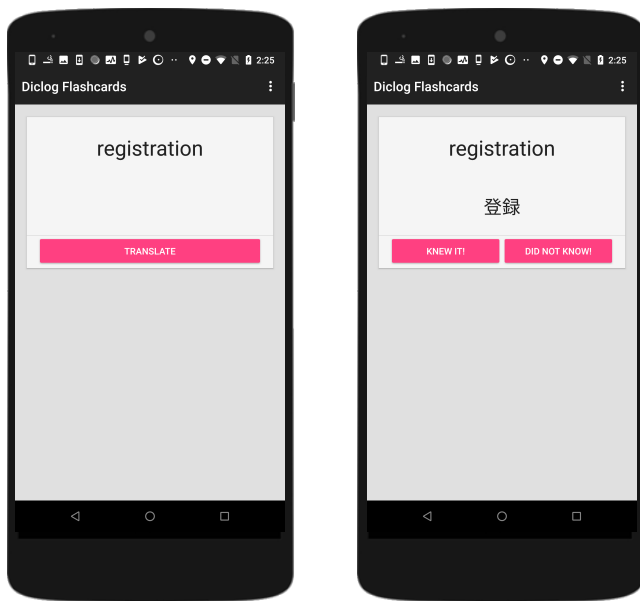 2:25
Diclog Flashcards
registration
TRANSLATE
2:25
Diclog Flashcards
registration
登録
KNEW IT!
DID NOT KNOW!